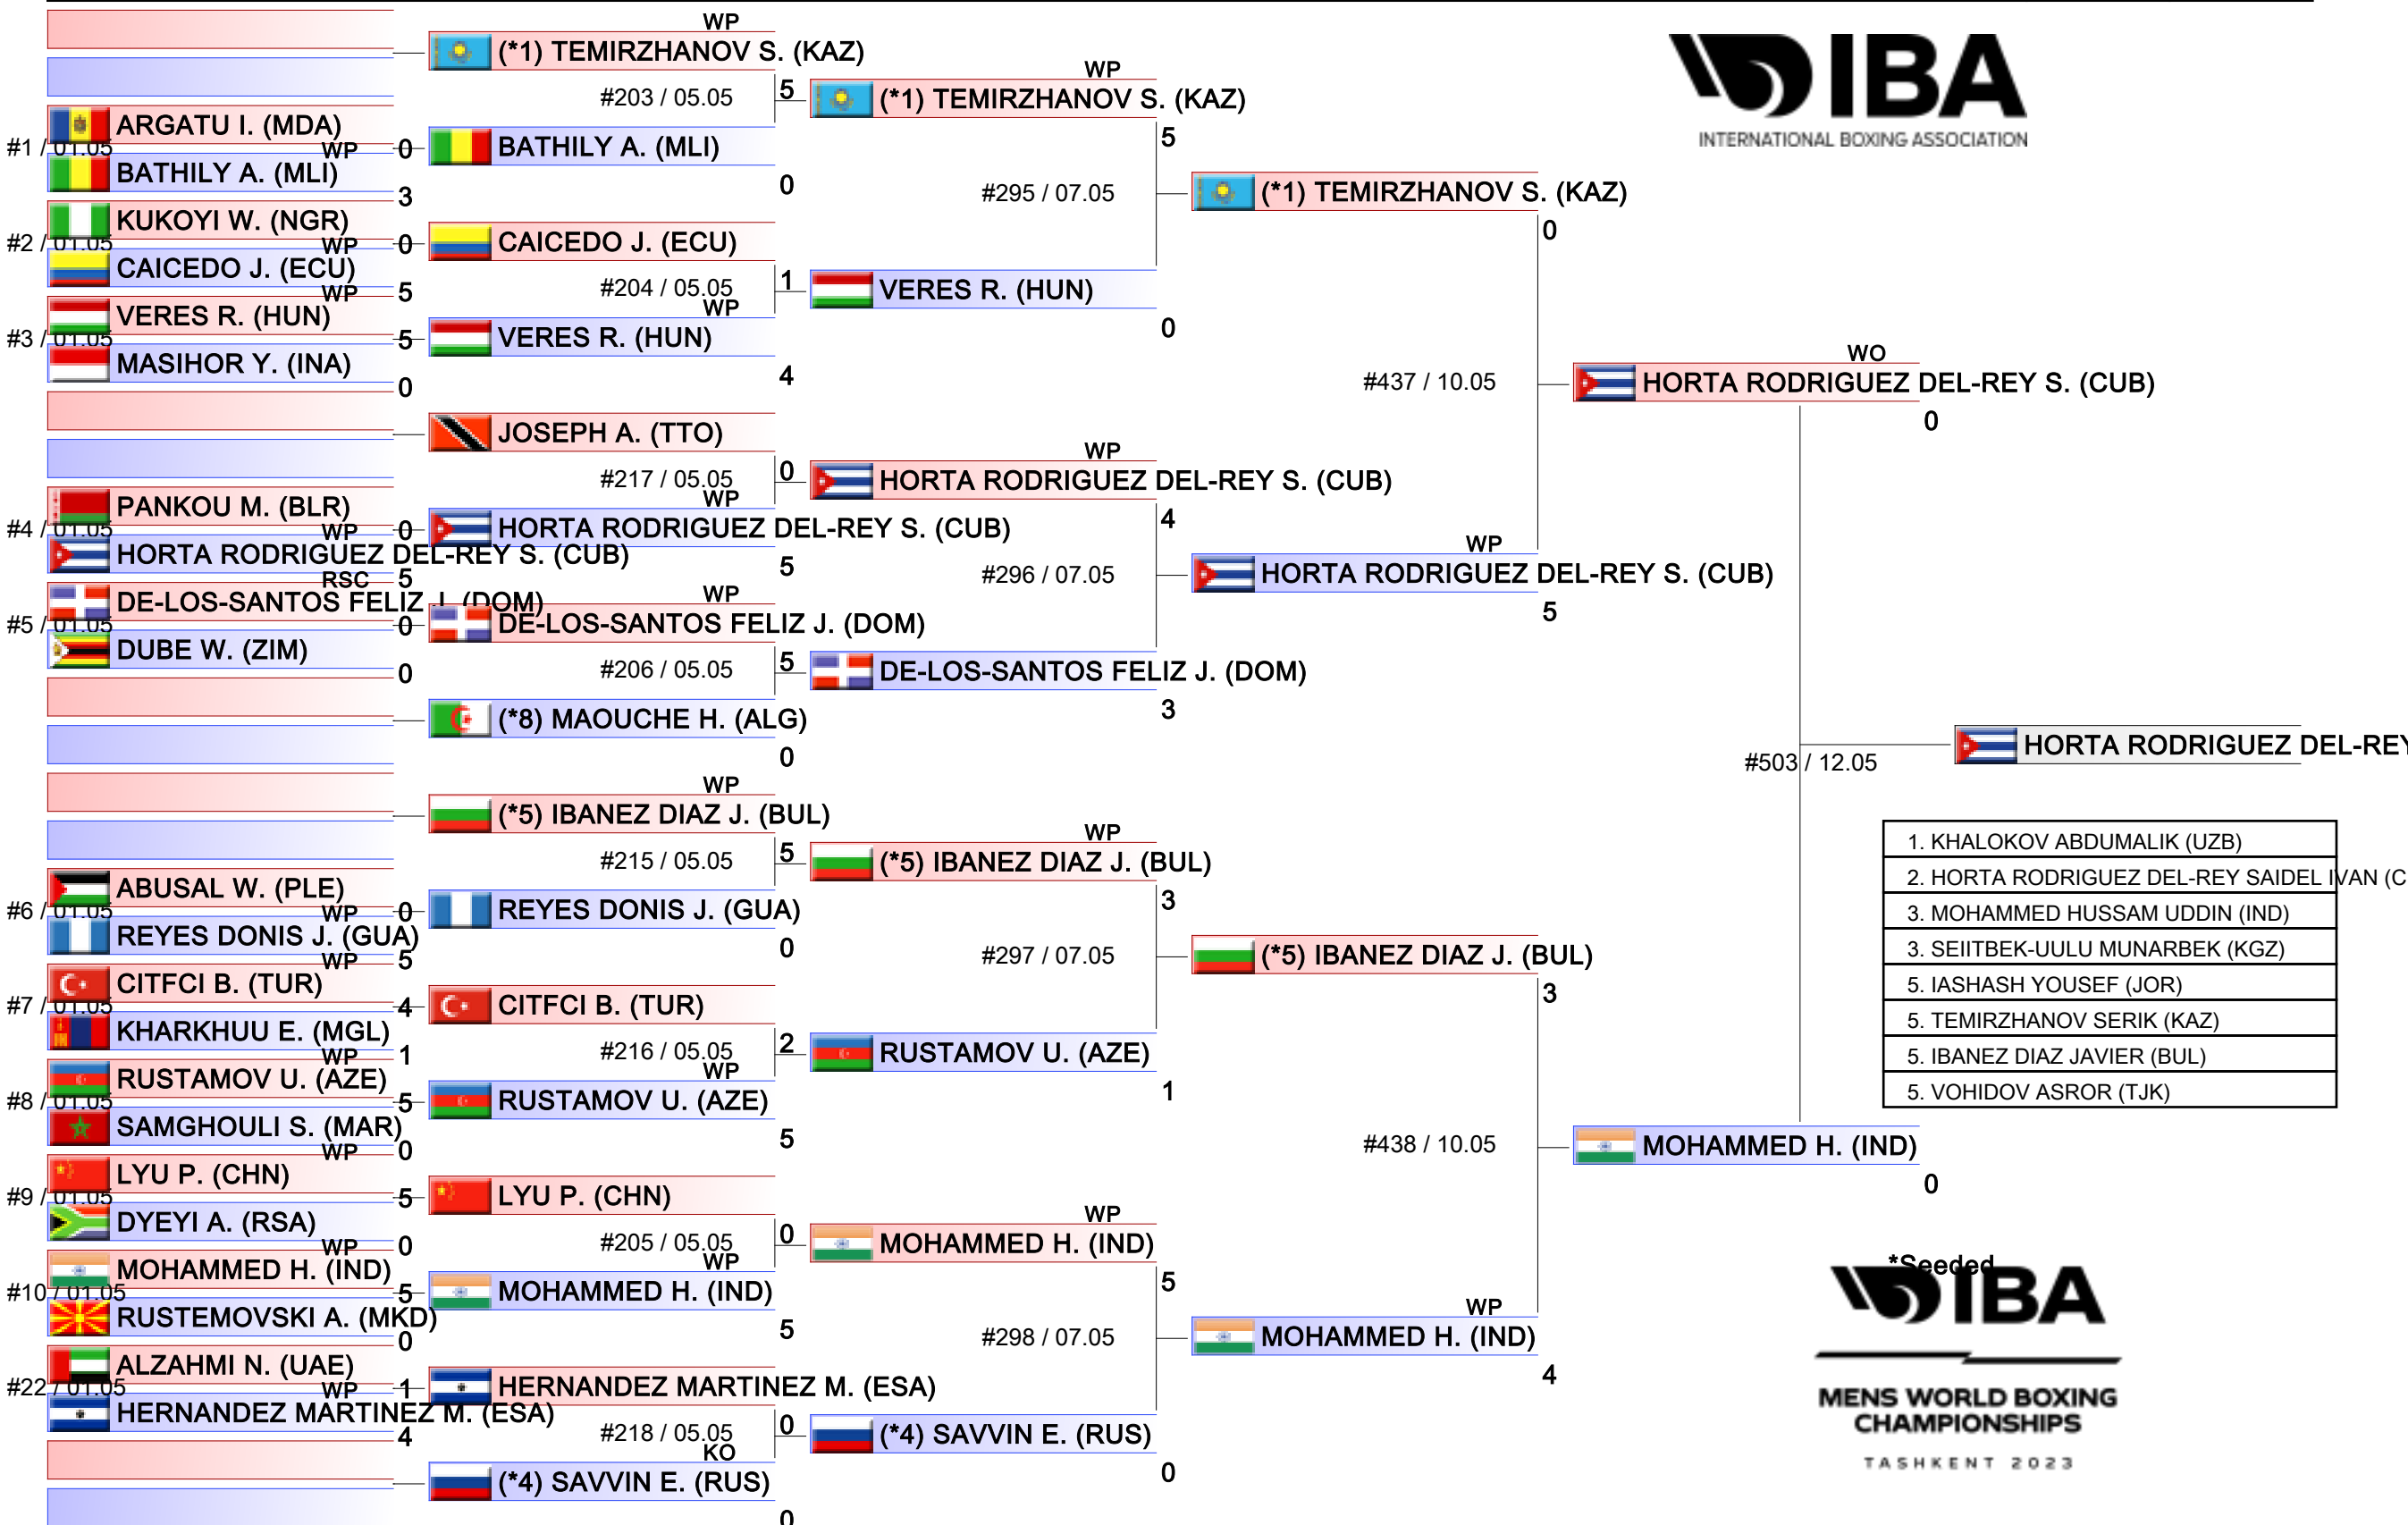 WP
(*1) TEMIRZHANOV S. (KAZ)
#203 / 05.05
5
BATHILY A. (MLI)
0
ARGATU I. (MDA)
#1 / 01.05
WP
0
BATHILY A. (MLI)
3
KUKOYI W. (NGR)
#2 / 01.05
WP
0
CAICEDO J. (ECU)
5
WP
VERES R. (HUN)
#3 / 01.05
5
MASIHOR Y. (INA)
0
CAICEDO J. (ECU)
#204 / 05.05
1
WP
VERES R. (HUN)
4
WP
(*1) TEMIRZHANOV S. (KAZ)
5
#295 / 07.05
VERES R. (HUN)
0
(*1) TEMIRZHANOV S. (KAZ)
0
JOSEPH A. (TTO)
#217 / 05.05
0
WP
HORTA RODRIGUEZ DEL-REY S. (CUB)
5
PANKOU M. (BLR)
#4 / 01.05
WP
0
HORTA RODRIGUEZ DEL-REY S. (CUB)
5
RSC
DE-LOS-SANTOS FELIZ J. (DOM)
#5 / 01.05
0
DUBE W. (ZIM)
0
WP
DE-LOS-SANTOS FELIZ J. (DOM)
#206 / 05.05
5
(*8) MAOUCHE H. (ALG)
0
WP
HORTA RODRIGUEZ DEL-REY S. (CUB)
4
#296 / 07.05
DE-LOS-SANTOS FELIZ J. (DOM)
3
#437 / 10.05
WP
HORTA RODRIGUEZ DEL-REY S. (CUB)
5
WO
HORTA RODRIGUEZ DEL-REY S. (CUB)
0
WP
(*5) IBANEZ DIAZ J. (BUL)
#215 / 05.05
5
REYES DONIS J. (GUA)
0
ABUSAL W. (PLE)
#6 / 01.05
WP
0
REYES DONIS J. (GUA)
5
WP
CITFCI B. (TUR)
#7 / 01.05
4
KHARKHUU E. (MGL)
1
WP
RUSTAMOV U. (AZE)
#8 / 01.05
5
SAMGHOULI S. (MAR)
0
CITFCI B. (TUR)
#216 / 05.05
2
WP
RUSTAMOV U. (AZE)
5
WP
(*5) IBANEZ DIAZ J. (BUL)
3
#297 / 07.05
RUSTAMOV U. (AZE)
1
(*5) IBANEZ DIAZ J. (BUL)
3
WP
LYU P. (CHN)
#9 / 01.05
5
DYEYI A. (RSA)
0
WP
MOHAMMED H. (IND)
#10 / 01.05
5
RUSTEMOVSKI A. (MKD)
0
ALZAHMI N. (UAE)
#22 / 01.05
WP
1
HERNANDEZ MARTINEZ M. (ESA)
4
LYU P. (CHN)
#205 / 05.05
0
WP
MOHAMMED H. (IND)
5
HERNANDEZ MARTINEZ M. (ESA)
#218 / 05.05
0
KO
(*4) SAVVIN E. (RUS)
0
WP
MOHAMMED H. (IND)
5
#298 / 07.05
(*4) SAVVIN E. (RUS)
0
#438 / 10.05
WP
MOHAMMED H. (IND)
4
MOHAMMED H. (IND)
0
#503 / 12.05
HORTA RODRIGUEZ DEL-REY
IBA
INTERNATIONAL BOXING ASSOCIATION
1. KHALOKOV ABDUMALIK (UZB)
2. HORTA RODRIGUEZ DEL-REY SAIDEL IVAN (C
3. MOHAMMED HUSSAM UDDIN (IND)
3. SEIITBEK-UULU MUNARBEK (KGZ)
5. IASHASH YOUSEF (JOR)
5. TEMIRZHANOV SERIK (KAZ)
5. IBANEZ DIAZ JAVIER (BUL)
5. VOHIDOV ASROR (TJK)
*Seeded
IBA
MENS WORLD BOXING
CHAMPIONSHIPS
TASHKENT 2023